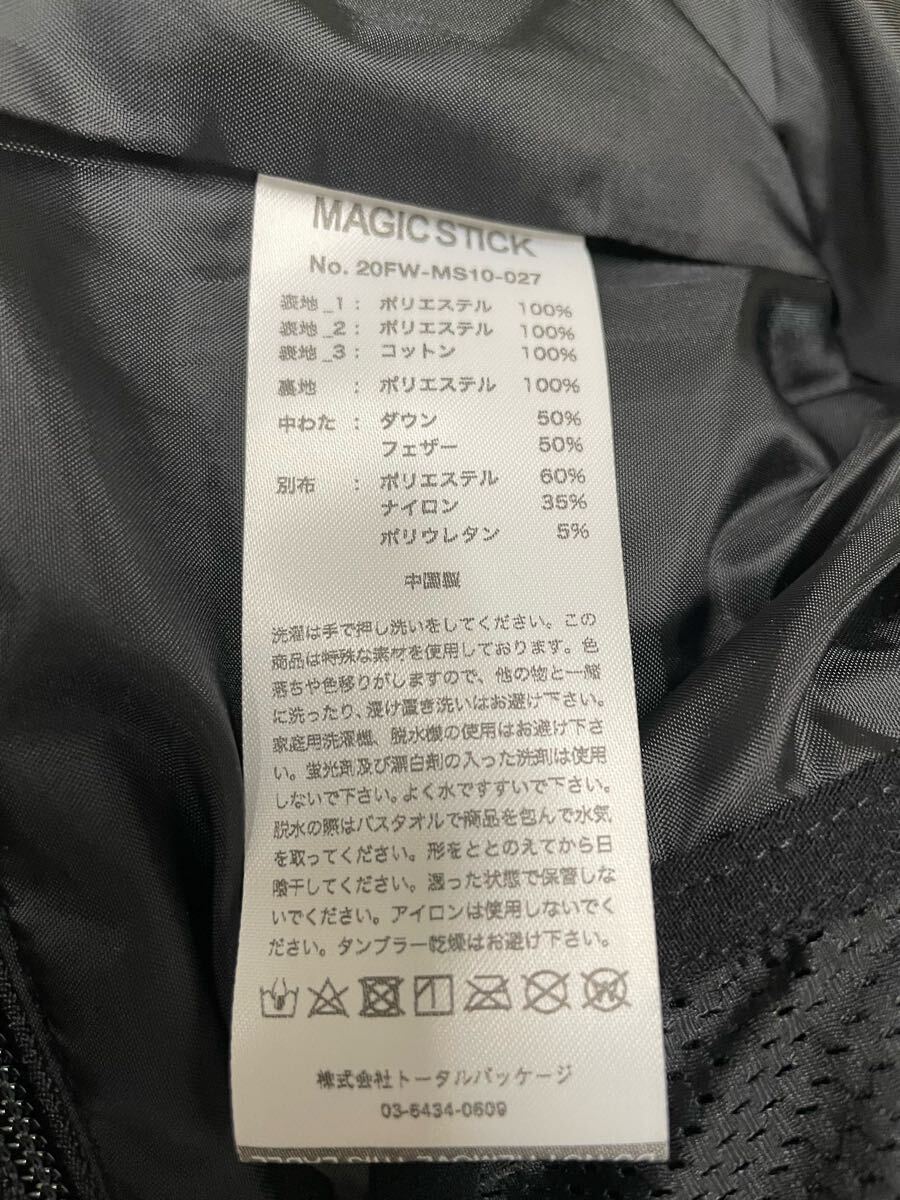 MAGIC STICK
No. 20FW-MS10-027
表地_1 : ポリエステル 100%
表地_2 : ポリエステル 100%
表地_3 : コットン 100%
裏地 : ポリエステル 100%
中わた : ダウン 50%
フェザー 50%
別布 : ポリエステル 60%
ナイロン 35%
ポリウレタン 5%
中国製
洗濯は手で押し洗いをしてください。この
商品は特殊な素材を使用しております。色
落ちや色移りがしますので、他の物と一緒
に洗ったり、浸け置き洗いはお避け下さい。
家庭用洗濯機、脱水機の使用はお避け下さ
い。蛍光剤及び漂白剤の入った洗剤は使用
しないで下さい。よく水ですすいで下さい。
脱水の際はバスタオルで商品を包んで水気
を取ってください。形をととのえてから日
陰干してください。湿った状態で保管しな
いでください。アイロンは使用しないでく
ださい。タンブラー乾燥はお避け下さい。
株式会社トータルパッケージ
03-5434-0609